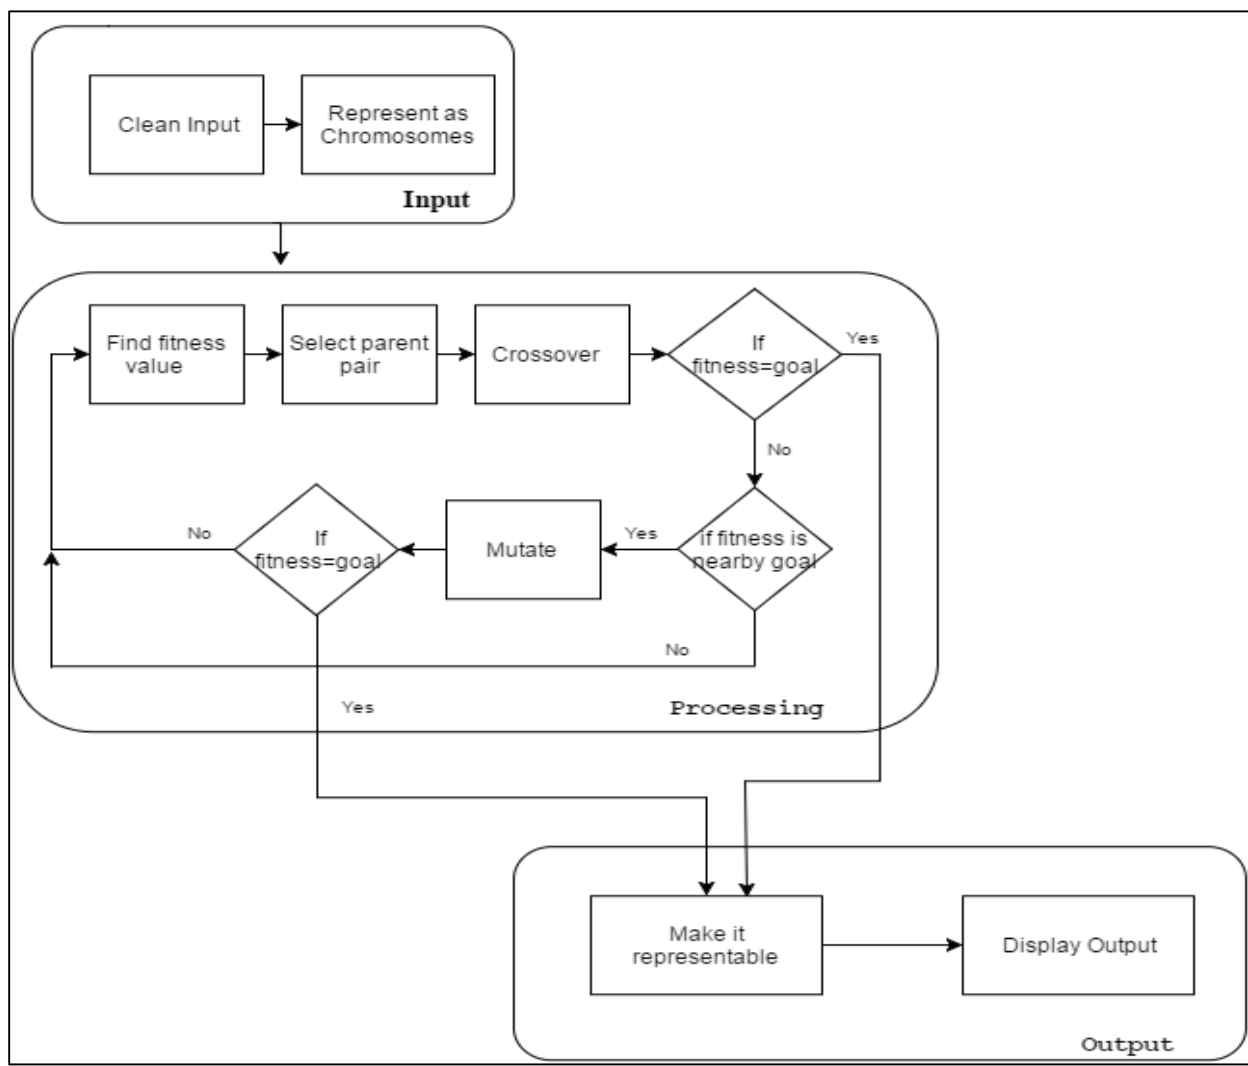 Clean Input
Represent as
Chromosomes
Input
Find fitness
value
Select parent
pair
Crossover
If
fitness=goal
Yes
No
if fitness is
nearby goal
Yes
Mutate
If
fitness=goal
No
No
Yes
Processing
Make it
representable
Display Output
Output